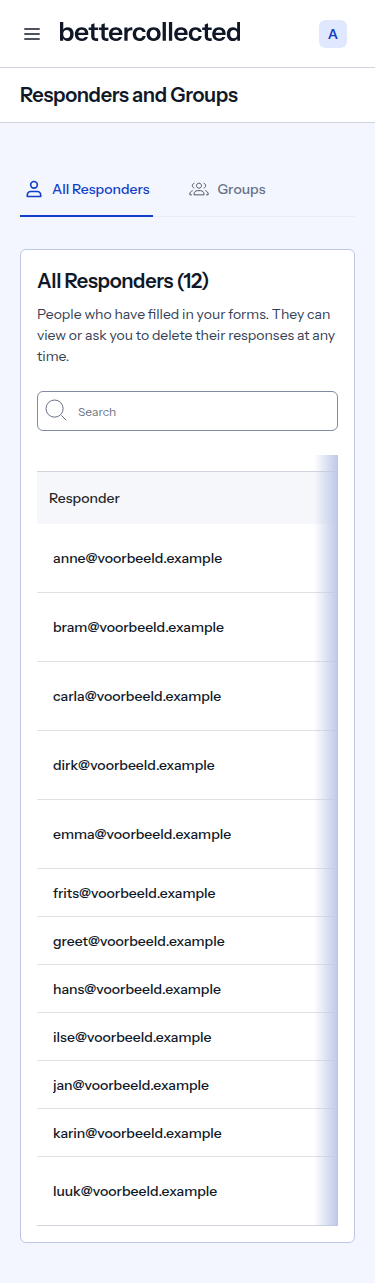 bettercollected
A
Responders and Groups
All Responders
Groups
All Responders (12)
People who have filled in your forms. They can
view or ask you to delete their responses at any
time.
Search
Responder
anne@voorbeeld.example
bram@voorbeeld.example
carla@voorbeeld.example
dirk@voorbeeld.example
emma@voorbeeld.example
frits@voorbeeld.example
greet@voorbeeld.example
hans@voorbeeld.example
ilse@voorbeeld.example
jan@voorbeeld.example
karin@voorbeeld.example
luuk@voorbeeld.example